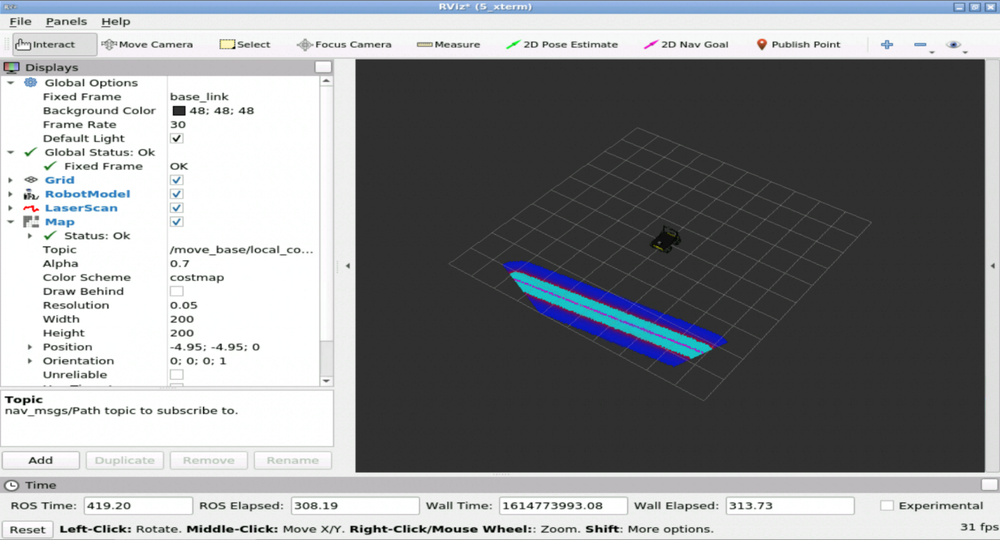 RViz* (5_xterm)
File Panels Help
Interact Move Camera Select Focus Camera Measure 2D Pose Estimate 2D Nav Goal Publish Point
Displays
Global Options
Fixed Frame base_link
Background Color 48; 48; 48
Frame Rate 30
Default Light
Global Status: Ok
Fixed Frame OK
Grid
RobotModel
LaserScan
Map
Status: Ok
Topic /move_base/local_co...
Alpha 0.7
Color Scheme costmap
Draw Behind
Resolution 0.05
Width 200
Height 200
Position -4.95; -4.95; 0
Orientation 0; 0; 0; 1
Unreliable
Topic
nav_msgs/Path topic to subscribe to.
Add Duplicate Remove Rename
Time
ROS Time: 419.20 ROS Elapsed: 308.19 Wall Time: 1614773993.08 Wall Elapsed: 313.73 Experimental
Reset Left-Click: Rotate. Middle-Click: Move X/Y. Right-Click/Mouse Wheel:: Zoom. Shift: More options. 31 fps